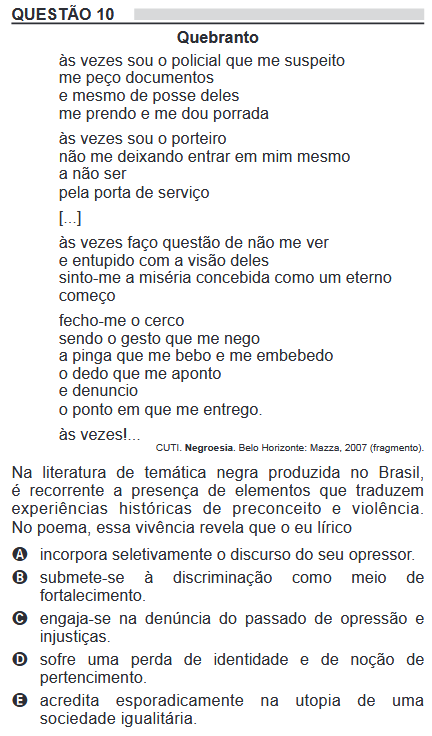 QUESTÃO 10
Quebranto
às vezes sou o policial que me suspeito
me peço documentos
e mesmo de posse deles
me prendo e me dou porrada
às vezes sou o porteiro
não me deixando entrar em mim mesmo
a não ser
pela porta de serviço
[...]
às vezes faço questão de não me ver
e entupido com a visão deles
sinto-me a miséria concebida como um eterno
começo
fecho-me o cerco
sendo o gesto que me nego
a pinga que me bebo e me embebedo
o dedo que me aponto
e denuncio
o ponto em que me entrego.
às vezes!...
CUTI. Negroesia. Belo Horizonte: Mazza, 2007 (fragmento).
Na literatura de temática negra produzida no Brasil,
é recorrente a presença de elementos que traduzem
experiências históricas de preconceito e violência.
No poema, essa vivência revela que o eu lírico
A incorpora seletivamente o discurso do seu opressor.
B submete-se à discriminação como meio de
fortalecimento.
C engaja-se na denúncia do passado de opressão e
injustiças.
D sofre uma perda de identidade e de noção de
pertencimento.
E acredita esporadicamente na utopia de uma
sociedade igualitária.